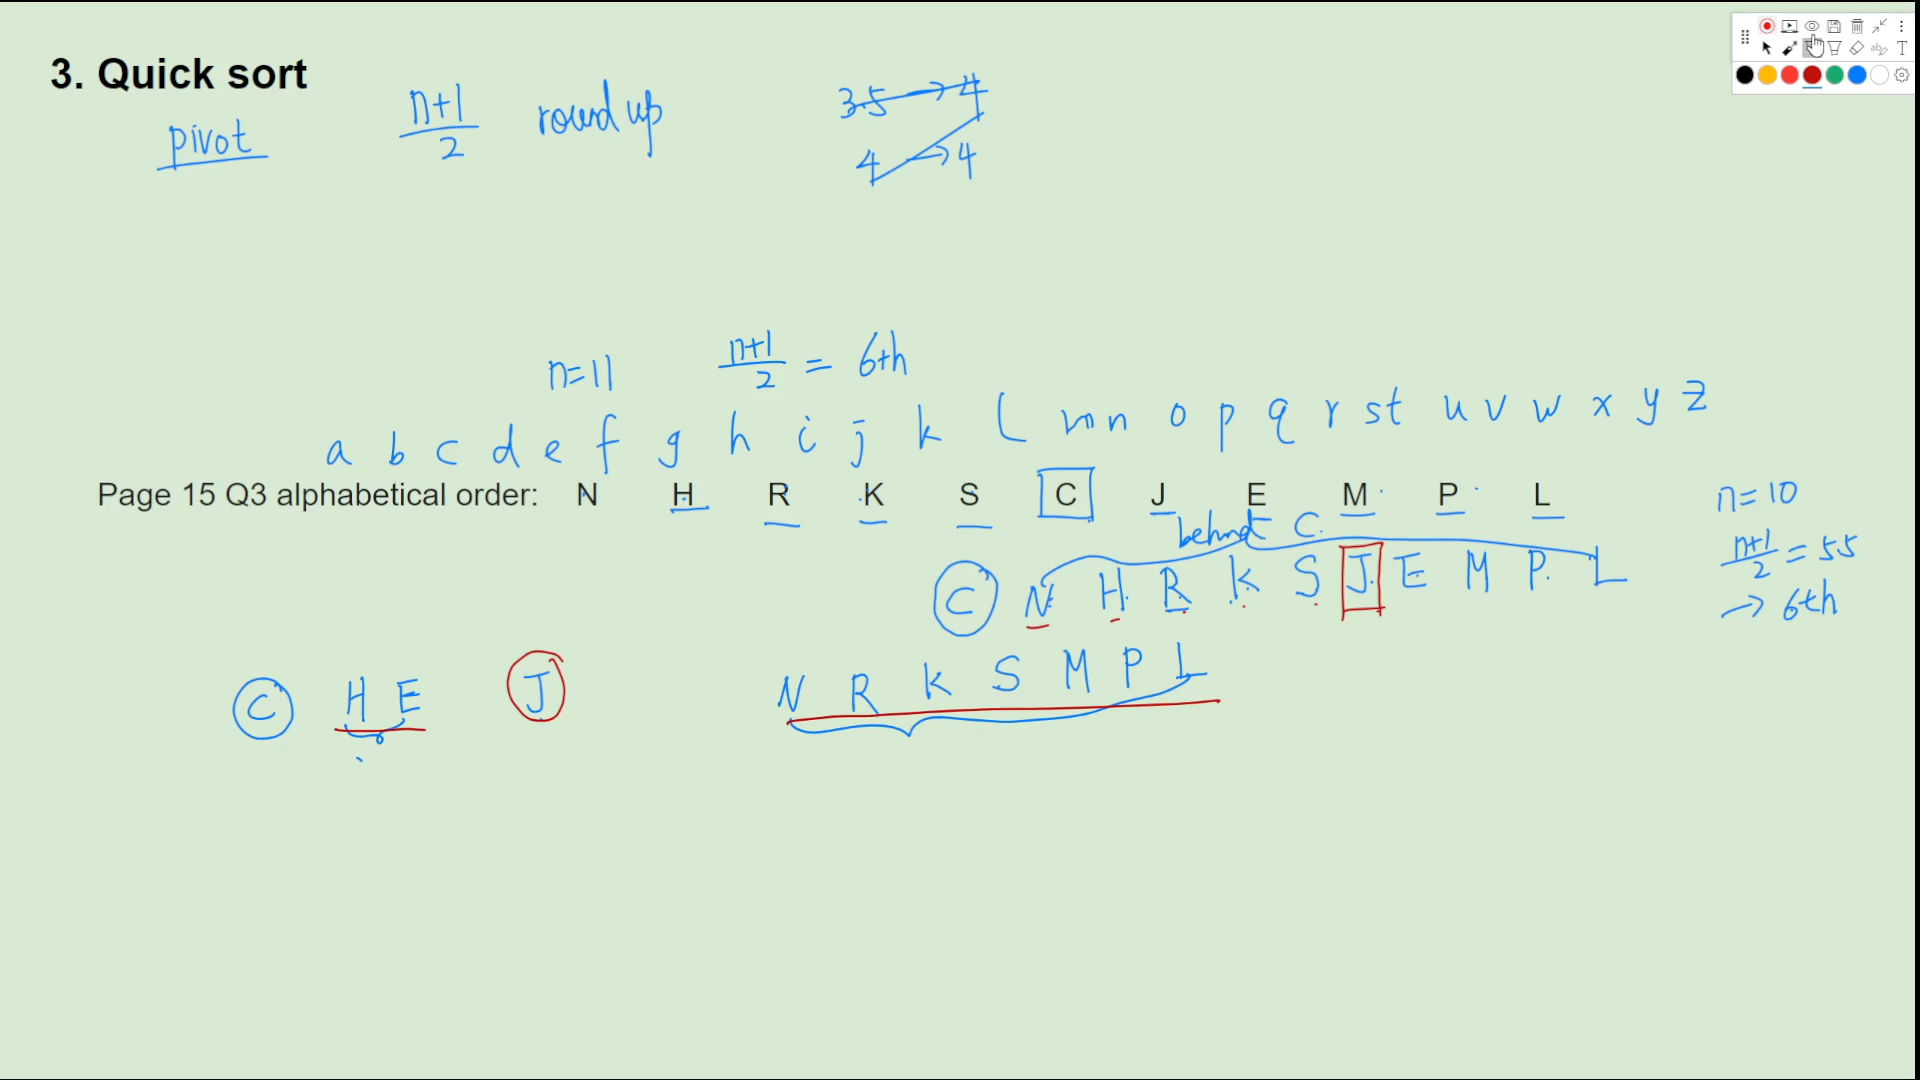 3. Quick sort
pivot
n+1
2
round up
3.5 → 4
4 → 4
n=11
n+1
2
= 6th
a b c d e f g h i j k l m n o p q r s t u v w x y z
Page 15 Q3 alphabetical order: N H R K S C J E M P L
n=10
behind C.
n+1
2
= 5.5
→ 6th
C N H R K S J E M P L
C H E J N R K S M P L